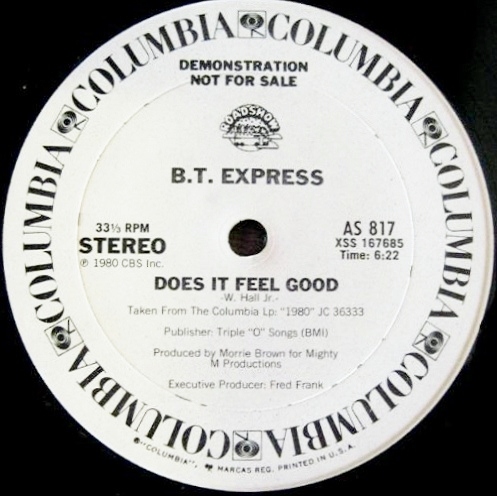 COLUMBIA COLUMBIA COLUMBIA COLUMBIA COLUMBIA COLUMBIA COLUMBIA COLUMBIA
DEMONSTRATION
NOT FOR SALE
ROADSHOW
B.T. EXPRESS
33⅓ RPM
STEREO
℗ 1980 CBS Inc.
AS 817
XSS 167685
Time: 6:22
DOES IT FEEL GOOD
-W. Hall Jr.-
Taken From The Columbia Lp: "1980" JC 36333
Publisher: Triple "O" Songs (BMI)
Produced by Morrie Brown for Mighty
M Productions
Executive Producer: Fred Frank
®"COLUMBIA", MARCAS REG. PRINTED IN U.S.A.